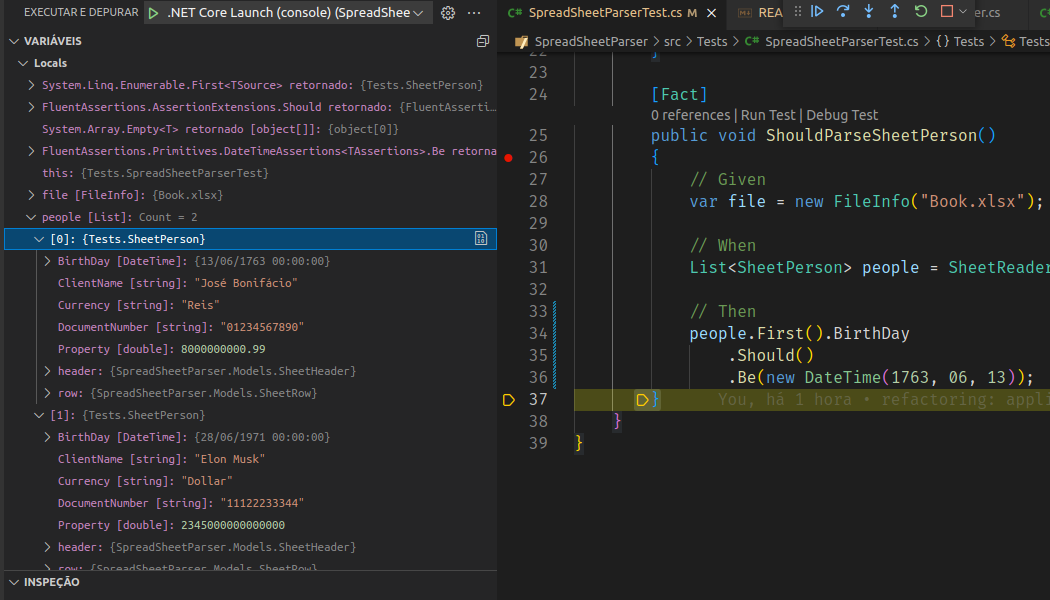 EXECUTAR E DEPURAR
.NET Core Launch (console) (SpreadShee
VARIÁVEIS
Locals
System.Linq.Enumerable.First<TSource> retornado: {Tests.SheetPerson}
FluentAssertions.AssertionExtensions.Should retornado: {FluentAsserti...
System.Array.Empty<T> retornado [object[]]: {object[0]}
FluentAssertions.Primitives.DateTimeAssertions<TAssertions>.Be retorna
this: {Tests.SpreadSheetParserTest}
file [FileInfo]: {Book.xlsx}
people [List]: Count = 2
[0]: {Tests.SheetPerson}
BirthDay [DateTime]: {13/06/1763 00:00:00}
ClientName [string]: "José Bonifácio"
Currency [string]: "Reis"
DocumentNumber [string]: "01234567890"
Property [double]: 8000000000.99
header: {SpreadSheetParser.Models.SheetHeader}
row: {SpreadSheetParser.Models.SheetRow}
[1]: {Tests.SheetPerson}
BirthDay [DateTime]: {28/06/1971 00:00:00}
ClientName [string]: "Elon Musk"
Currency [string]: "Dollar"
DocumentNumber [string]: "11122233344"
Property [double]: 2345000000000000
header: {SpreadSheetParser.Models.SheetHeader}
row: {SpreadSheetParser.Models.SheetRow}
INSPEÇÃO
C# SpreadSheetParserTest.cs M
REA
er.cs
SpreadSheetParser > src > Tests > C# SpreadSheetParserTest.cs > {} Tests > Tests
22 }
23
24 [Fact]
0 references | Run Test | Debug Test
25 public void ShouldParseSheetPerson()
26 {
27 // Given
28 var file = new FileInfo("Book.xlsx");
29
30 // When
31 List<SheetPerson> people = SheetReader
32
33 // Then
34 people.First().BirthDay
35 .Should()
36 .Be(new DateTime(1763, 06, 13));
37 } You, há 1 hora • refactoring: appli
38 }
39 }